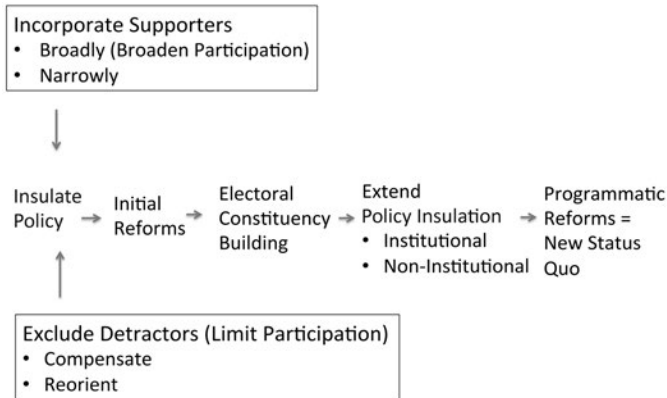 Incorporate Supporters
• Broadly (Broaden Participation)
• Narrowly
Insulate
Policy
Initial
Reforms
Electoral
Constituency
Building
Extend
Policy Insulation
• Institutional
• Non-Institutional
Programmatic
Reforms =
New Status
Quo
Exclude Detractors (Limit Participation)
• Compensate
• Reorient